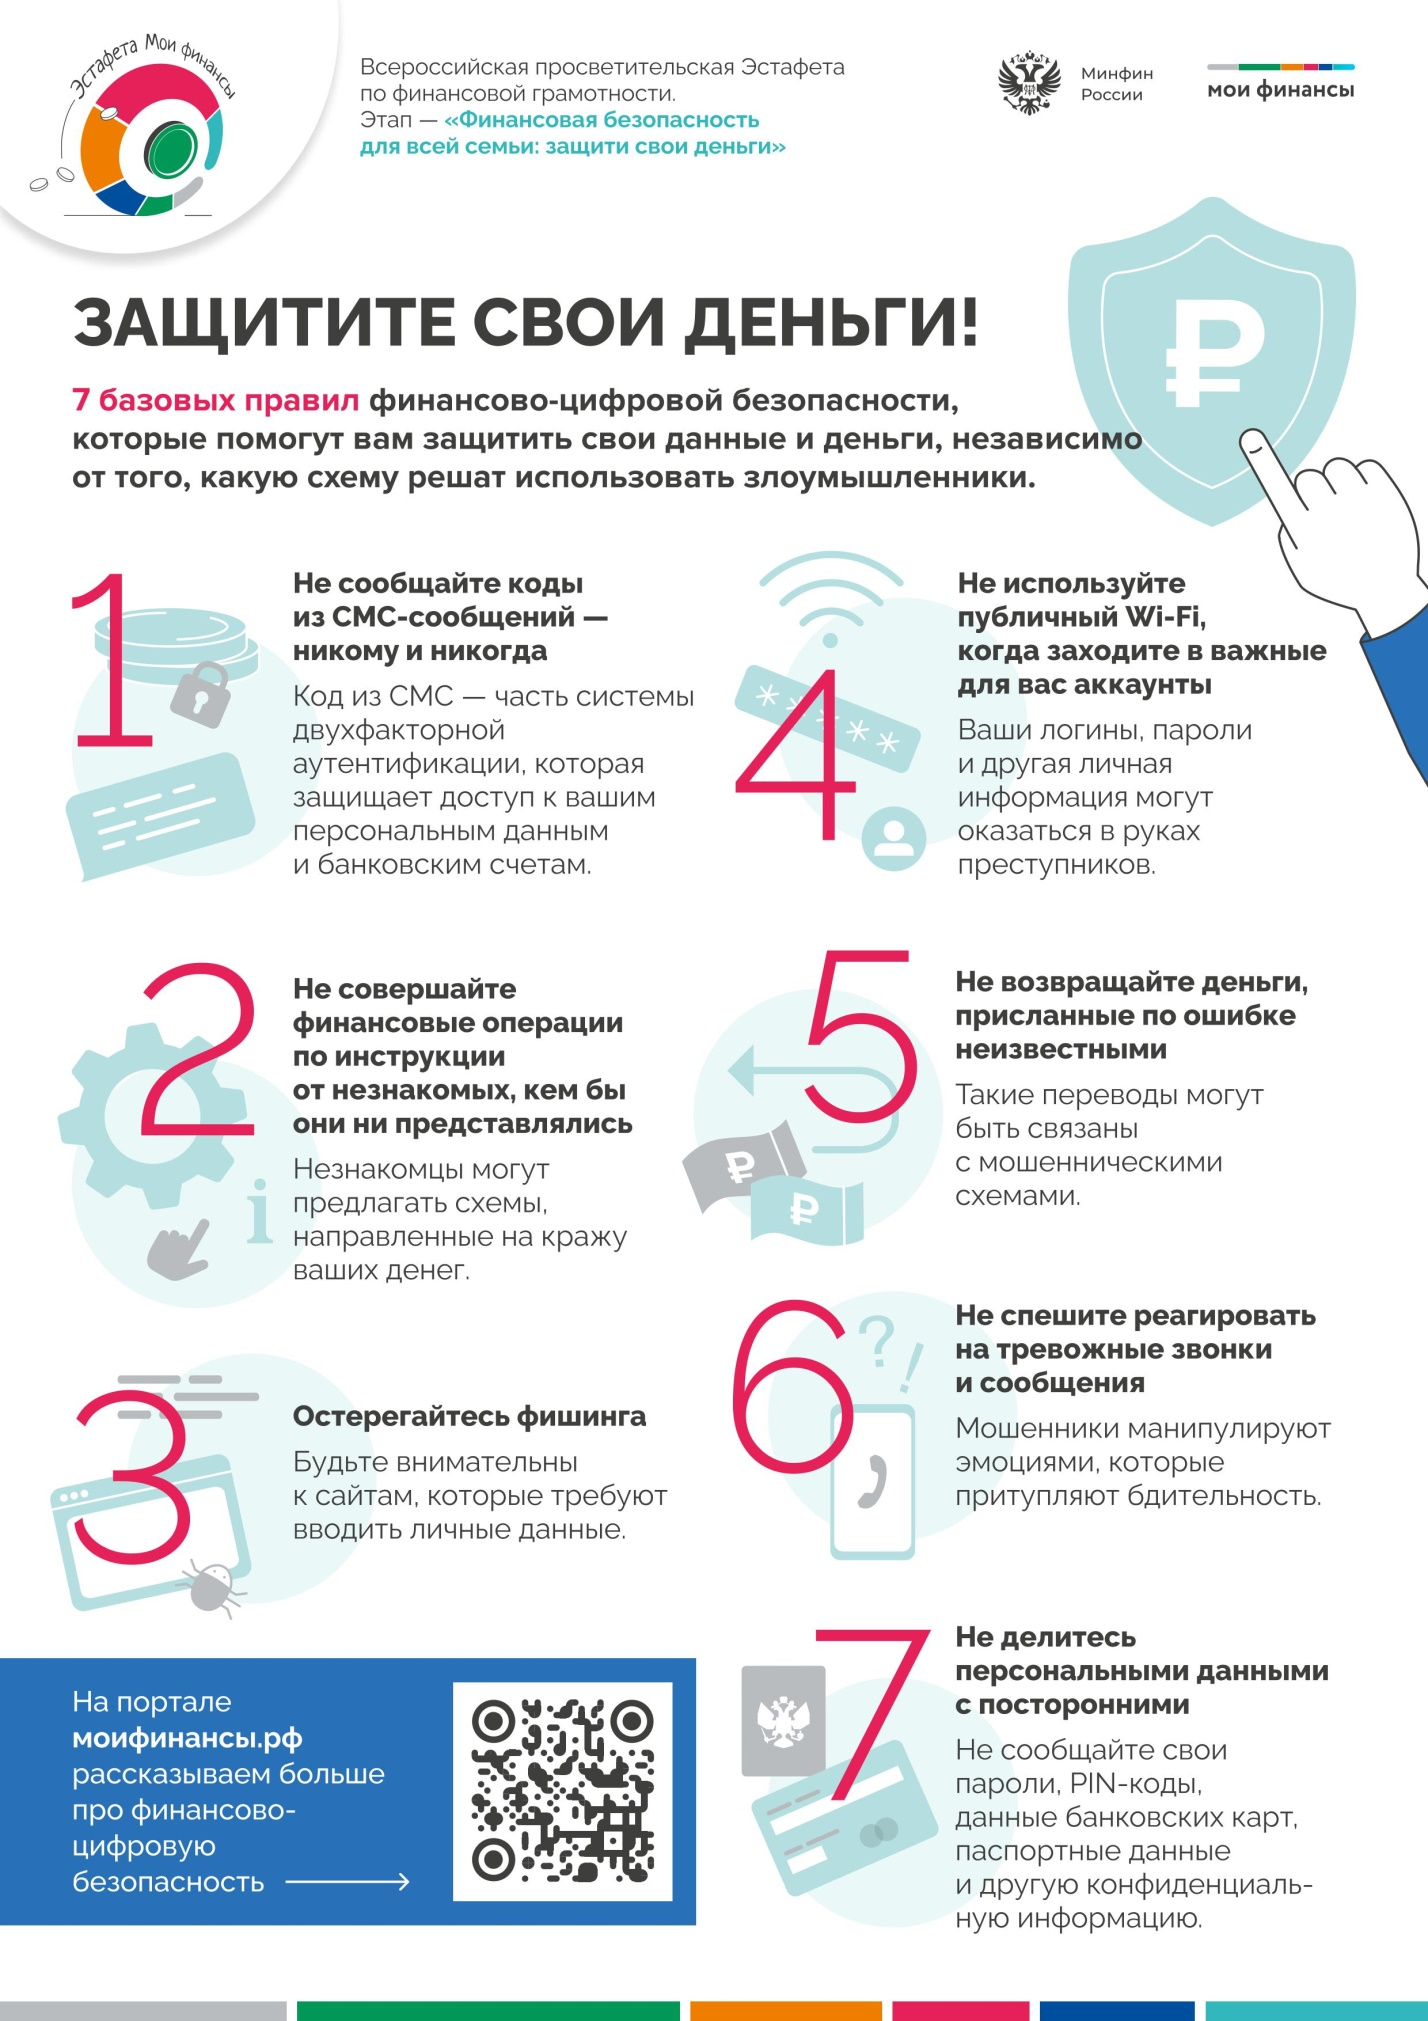 Эстафета Мои финансы
Всероссийская просветительская Эстафета
по финансовой грамотности.
Этап — «Финансовая безопасность
для всей семьи: защити свои деньги»
Минфин
России
мои финансы
ЗАЩИТИТЕ СВОИ ДЕНЬГИ!
7 базовых правил финансово-цифровой безопасности,
которые помогут вам защитить свои данные и деньги, независимо
от того, какую схему решат использовать злоумышленники.
1
Не сообщайте коды
из СМС-сообщений —
никому и никогда
Код из СМС — часть системы
двухфакторной
аутентификации, которая
защищает доступ к вашим
персональным данным
и банковским счетам.
2
Не совершайте
финансовые операции
по инструкции
от незнакомых, кем бы
они ни представлялись
Незнакомцы могут
предлагать схемы,
направленные на кражу
ваших денег.
3
Остерегайтесь фишинга
Будьте внимательны
к сайтам, которые требуют
вводить личные данные.
На портале
моифинансы.рф
рассказываем больше
про финансово-
цифровую
безопасность
4
Не используйте
публичный Wi-Fi,
когда заходите в важные
для вас аккаунты
Ваши логины, пароли
и другая личная
информация могут
оказаться в руках
преступников.
5
Не возвращайте деньги,
присланные по ошибке
неизвестными
Такие переводы могут
быть связаны
с мошенническими
схемами.
6
Не спешите реагировать
на тревожные звонки
и сообщения
Мошенники манипулируют
эмоциями, которые
притупляют бдительность.
7
Не делитесь
персональными данными
с посторонними
Не сообщайте свои
пароли, PIN-коды,
данные банковских карт,
паспортные данные
и другую конфиденциаль-
ную информацию.